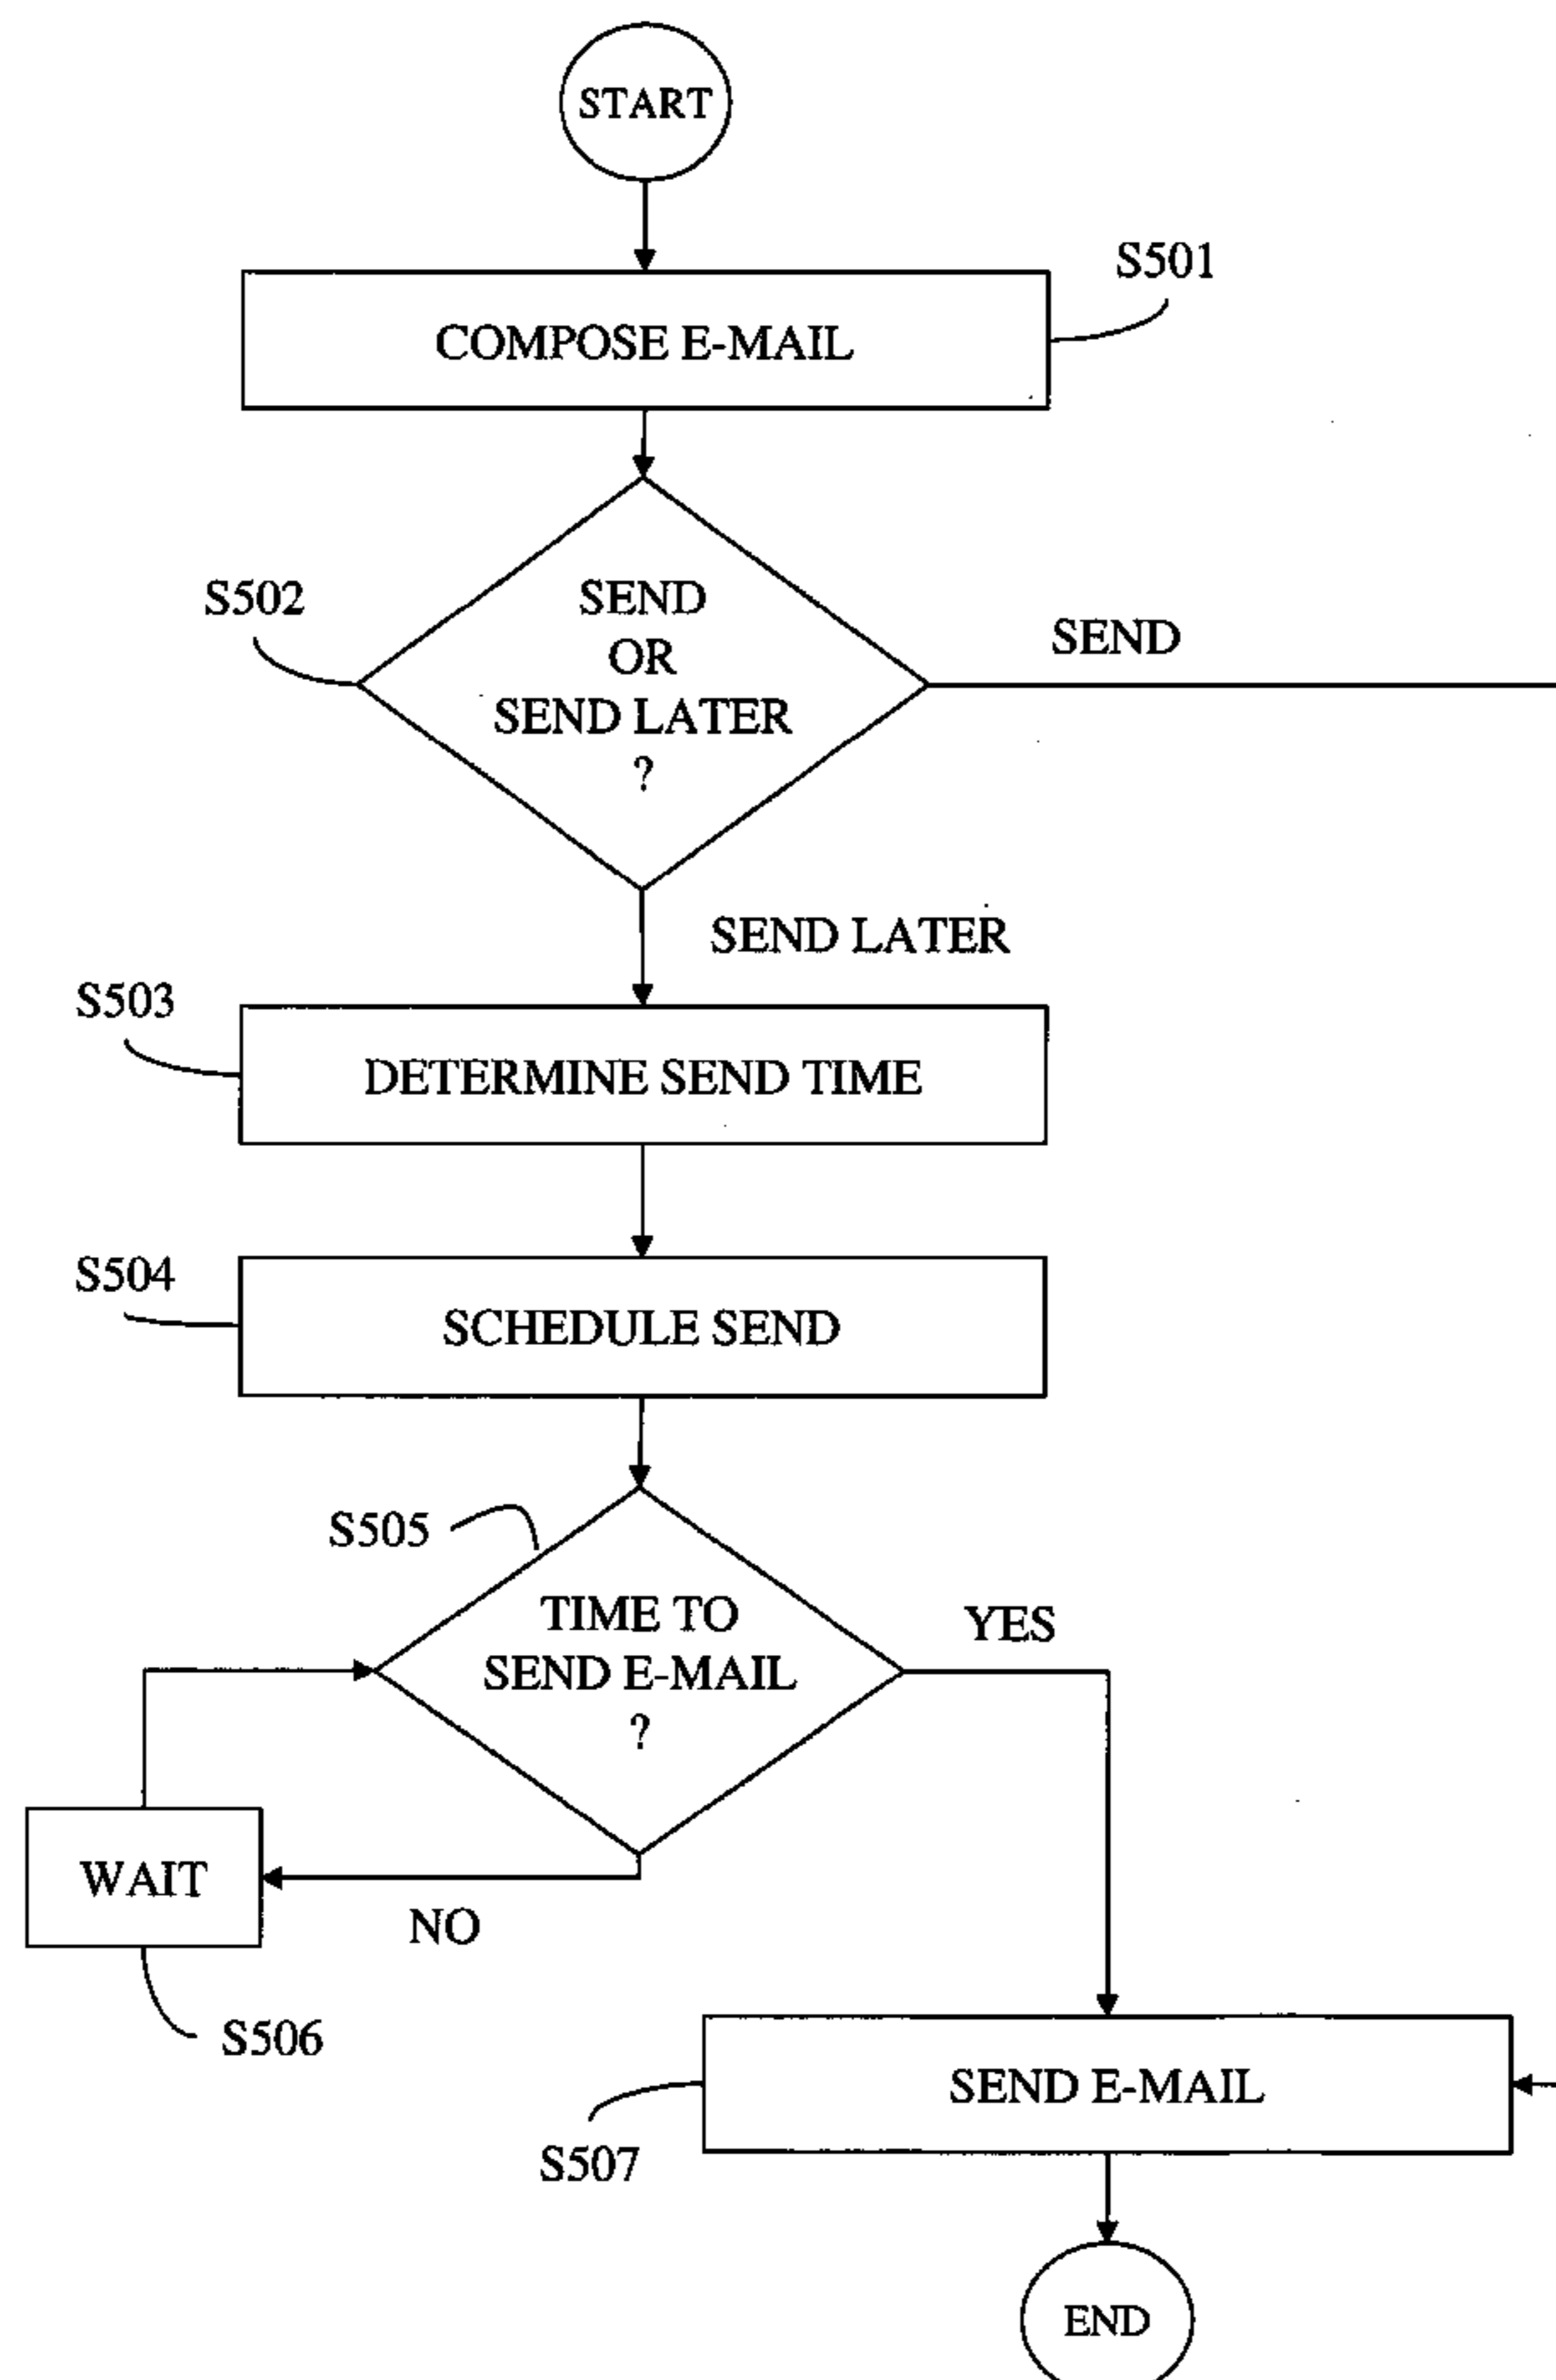 START
S501
COMPOSE E-MAIL
S502
SEND
OR
SEND LATER
?
SEND
SEND LATER
S503
DETERMINE SEND TIME
S504
SCHEDULE SEND
S505
TIME TO
SEND E-MAIL
?
YES
WAIT
NO
S506
SEND E-MAIL
S507
END